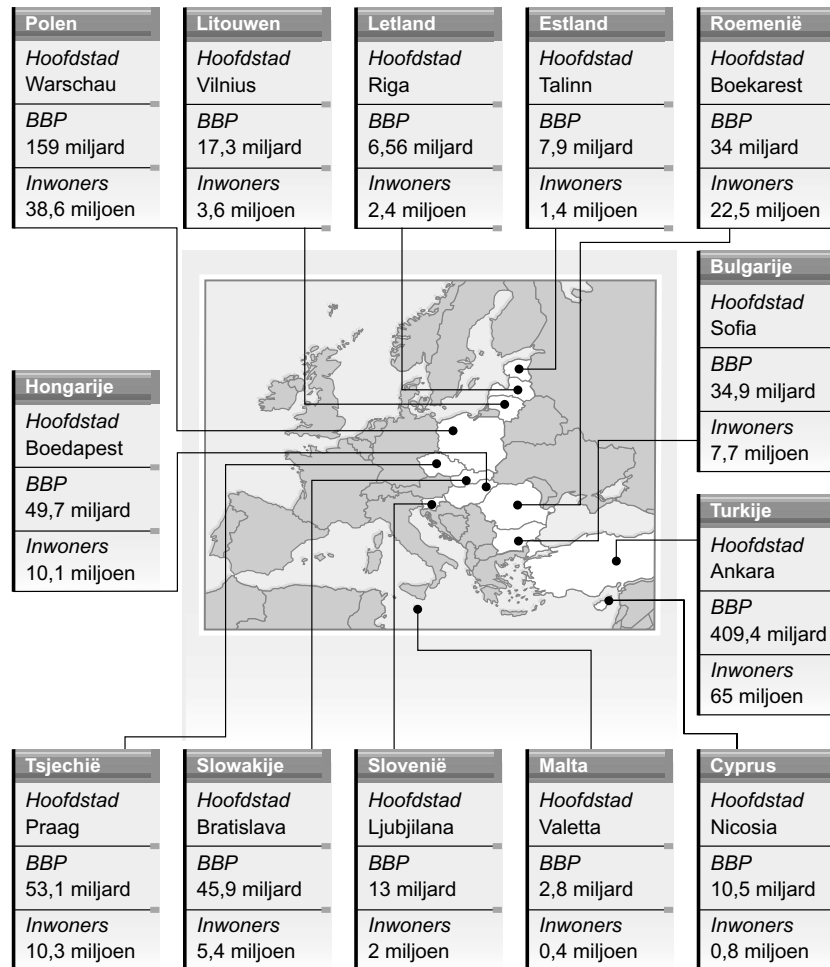 Polen
Hoofdstad
Warschau
BBP
159 miljard
Inwoners
38,6 miljoen
Litouwen
Hoofdstad
Vilnius
BBP
17,3 miljard
Inwoners
3,6 miljoen
Letland
Hoofdstad
Riga
BBP
6,56 miljard
Inwoners
2,4 miljoen
Estland
Hoofdstad
Talinn
BBP
7,9 miljard
Inwoners
1,4 miljoen
Roemenië
Hoofdstad
Boekarest
BBP
34 miljard
Inwoners
22,5 miljoen
Bulgarije
Hoofdstad
Sofia
BBP
34,9 miljard
Inwoners
7,7 miljoen
Hongarije
Hoofdstad
Boedapest
BBP
49,7 miljard
Inwoners
10,1 miljoen
Turkije
Hoofdstad
Ankara
BBP
409,4 miljard
Inwoners
65 miljoen
Tsjechië
Hoofdstad
Praag
BBP
53,1 miljard
Inwoners
10,3 miljoen
Slowakije
Hoofdstad
Bratislava
BBP
45,9 miljard
Inwoners
5,4 miljoen
Slovenië
Hoofdstad
Ljubjilana
BBP
13 miljard
Inwoners
2 miljoen
Malta
Hoofdstad
Valetta
BBP
2,8 miljard
Inwoners
0,4 miljoen
Cyprus
Hoofdstad
Nicosia
BBP
10,5 miljard
Inwoners
0,8 miljoen